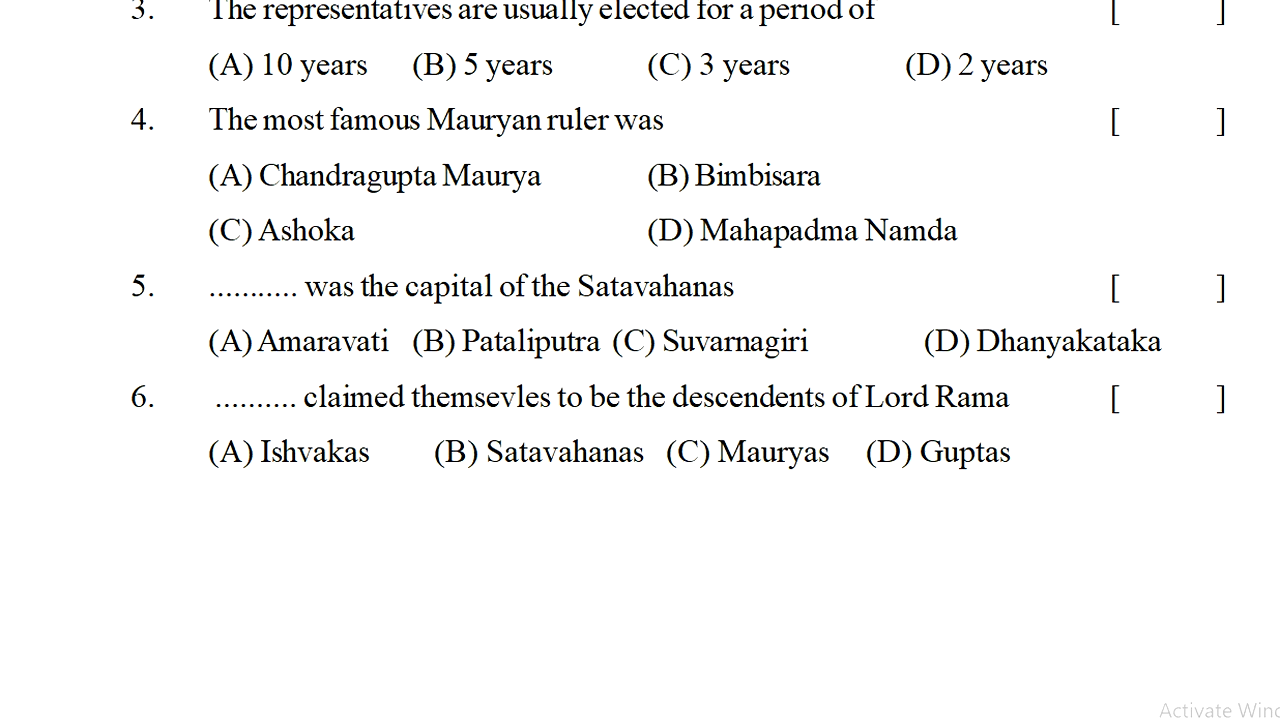 3. The representatives are usually elected for a period of [ ]
(A) 10 years (B) 5 years (C) 3 years (D) 2 years
4. The most famous Mauryan ruler was [ ]
(A) Chandragupta Maurya (B) Bimbisara
(C) Ashoka (D) Mahapadma Namda
5. ........... was the capital of the Satavahanas [ ]
(A) Amaravati (B) Pataliputra (C) Suvarnagiri (D) Dhanyakataka
6. .......... claimed themsevles to be the descendents of Lord Rama [ ]
(A) Ishvakas (B) Satavahanas (C) Mauryas (D) Guptas
Activate